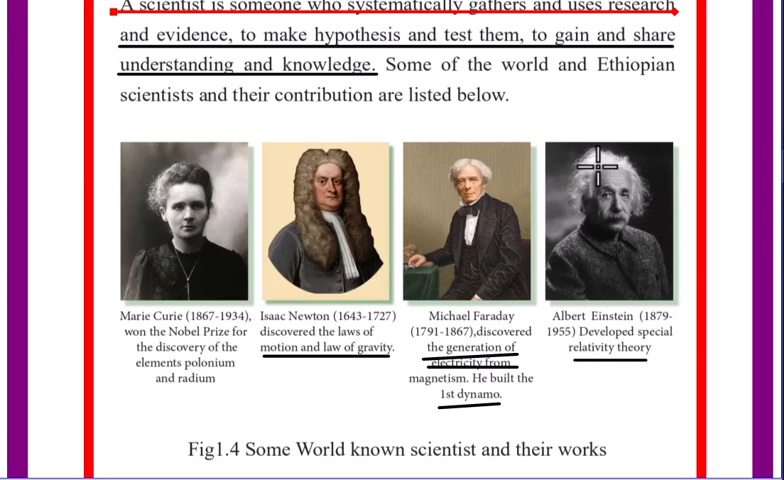 A scientist is someone who systematically gathers and uses research
and evidence, to make hypothesis and test them, to gain and share
understanding and knowledge. Some of the world and Ethiopian
scientists and their contribution are listed below.
Marie Curie (1867-1934),
won the Nobel Prize for
the discovery of the
elements polonium
and radium
Isaac Newton (1643-1727)
discovered the laws of
motion and law of gravity.
Michael Faraday
(1791-1867),discovered
the generation of
electricity from
magnetism. He built the
1st dynamo.
Albert Einstein (1879-
1955) Developed special
relativity theory
Fig1.4 Some World known scientist and their works